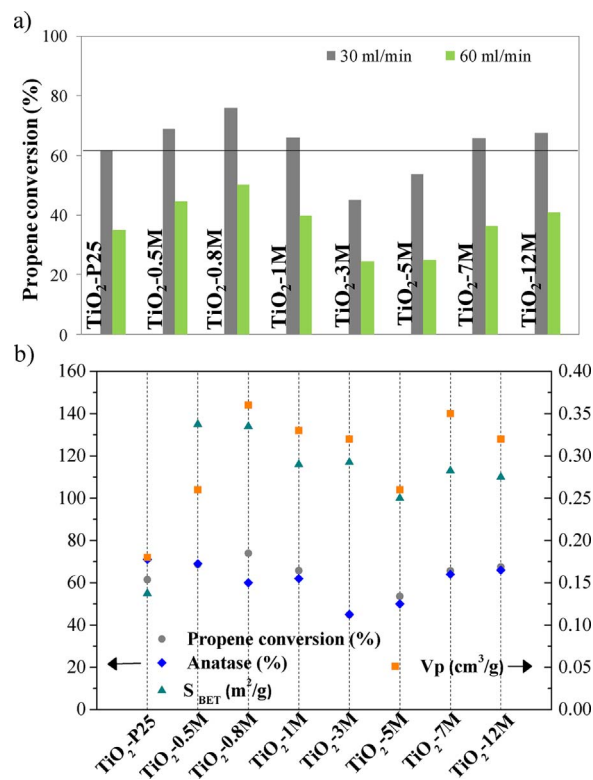 a)
100
80
60
40
20
0
Propene conversion (%)
30 ml/min
60 ml/min
TiO₂-P25
TiO₂-0.5M
TiO₂-0.8M
TiO₂-1M
TiO₂-3M
TiO₂-5M
TiO₂-7M
TiO₂-12M
b)
160
140
120
100
80
60
40
20
0
0.40
0.35
0.30
0.25
0.20
0.15
0.10
0.05
0.00
Propene conversion (%)
Anatase (%)
S BET (m²/g)
Vp (cm³/g)
TiO₂-P25
TiO₂-0.5M
TiO₂-0.8M
TiO₂-1M
TiO₂-3M
TiO₂-5M
TiO₂-7M
TiO₂-12M